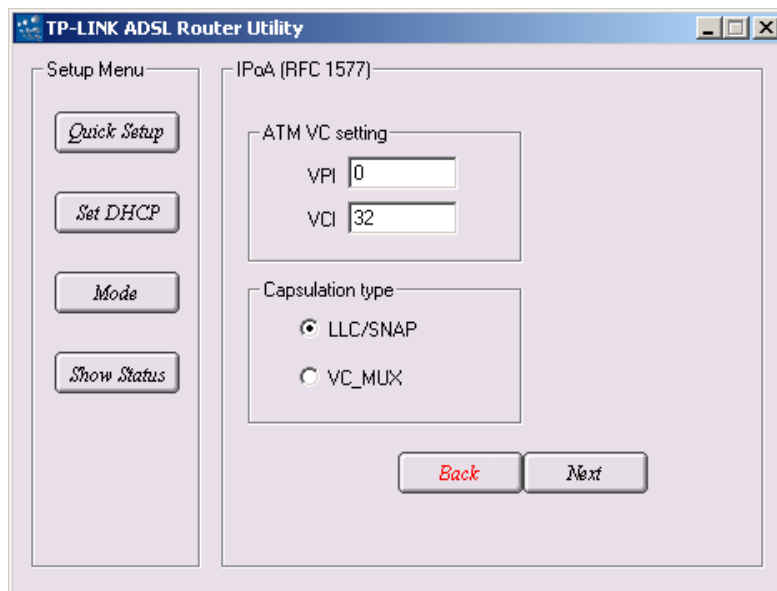 TP-LINK ADSL Router Utility
Setup Menu
Quick Setup
Set DHCP
Mode
Show Status
IPoA (RFC 1577)
ATM VC setting
VPI 0
VCI 32
Capsulation type
LLC/SNAP
VC_MUX
Back Next